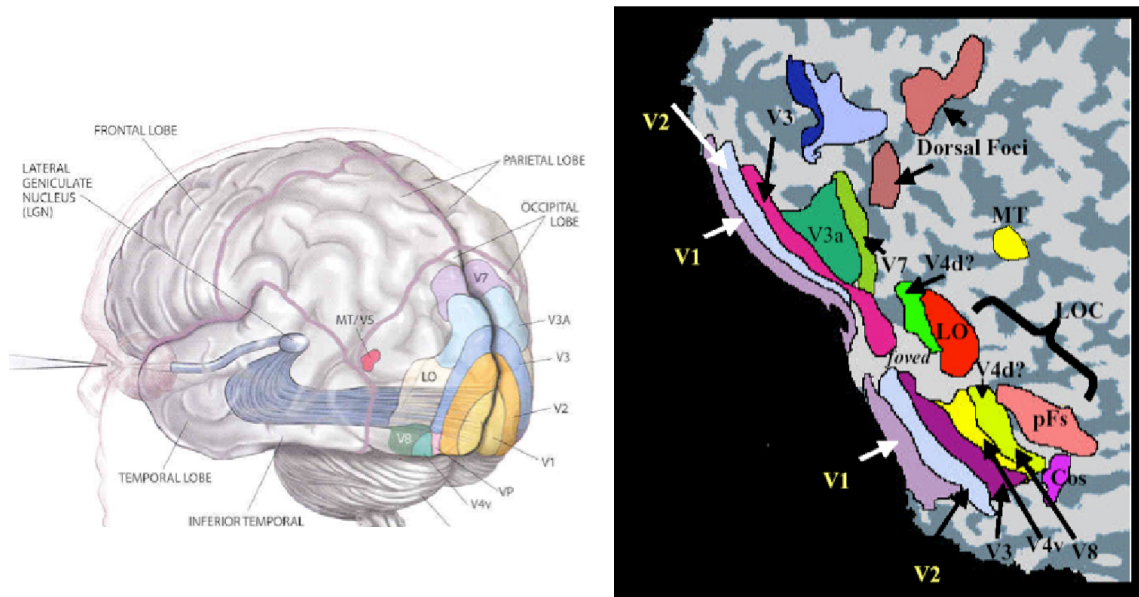 FRONTAL LOBE
LATERAL
GENICULATE
NUCLEUS
(LGN)
PARIETAL LOBE
OCCIPITAL
LOBE
V7
MT/V5
V3A
V3
LO
V2
V8
V1
TEMPORAL LOBE
VP
V4v
INFERIOR TEMPORAL
V2
V3
Dorsal Foci
V1
V3a
MT
V7
V4d?
LO
LOC
foved
V4d?
pFs
V1
Cos
V3
V4v
V8
V2